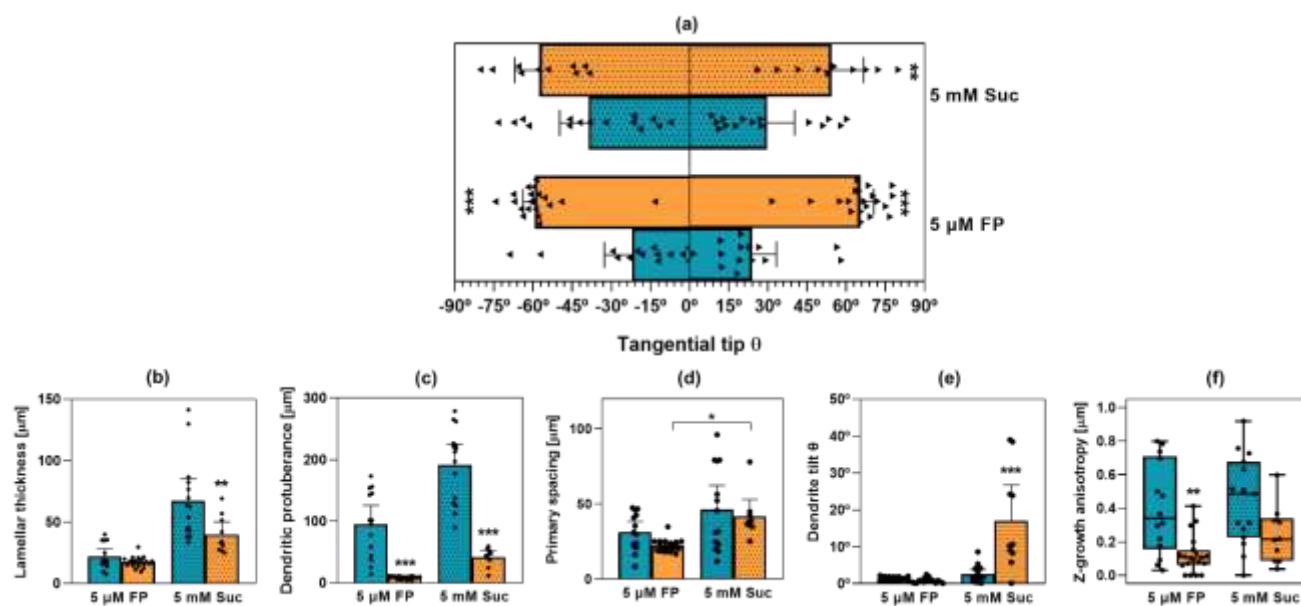 (a)
**
5 mM Suc
***
***
5 µM FP
-90º -75º -60º -45º -30º -15º 0º 15º 30º 45º 60º 75º 90º
Tangential tip θ
(b)
Lamellar thickness [µm]
150
100
50
0
**
5 µM FP 5 mM Suc
(c)
Dendritic protuberance [µm]
300
200
100
0
***
***
5 µM FP 5 mM Suc
(d)
Primary spacing [µm]
100
50
0
*
5 µM FP 5 mM Suc
(e)
Dendrite tilt θ
50º
40º
30º
20º
10º
0º
***
5 µM FP 5 mM Suc
(f)
Z-growth anisotropy [µm]
1.0
0.8
0.6
0.4
0.2
0.0
**
5 µM FP 5 mM Suc